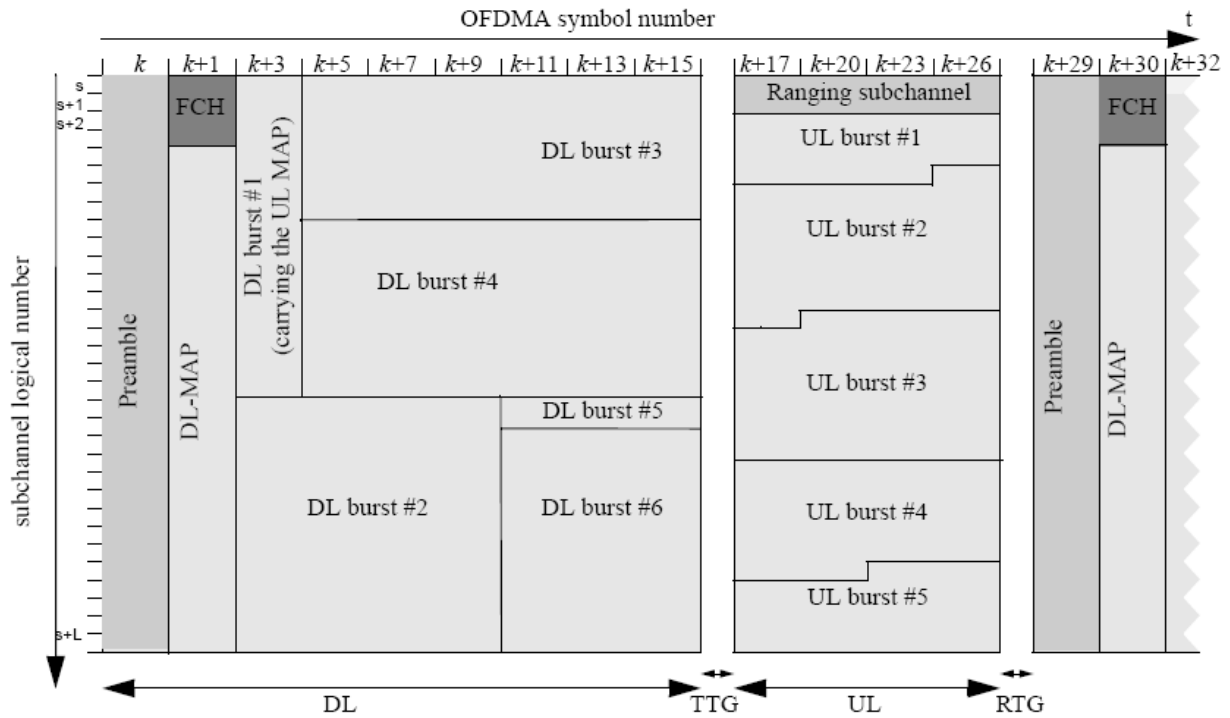 OFDMA symbol number
t
k
k+1
k+3
k+5
k+7
k+9
k+11
k+13
k+15
k+17
k+20
k+23
k+26
k+29
k+30
k+32
s
s+1
s+2
s+L
subchannel logical number
Preamble
FCH
DL-MAP
DL burst #1
(carrying the UL MAP)
DL burst #3
DL burst #4
DL burst #2
DL burst #5
DL burst #6
Ranging subchannel
UL burst #1
UL burst #2
UL burst #3
UL burst #4
UL burst #5
Preamble
FCH
DL-MAP
DL
TTG
UL
RTG